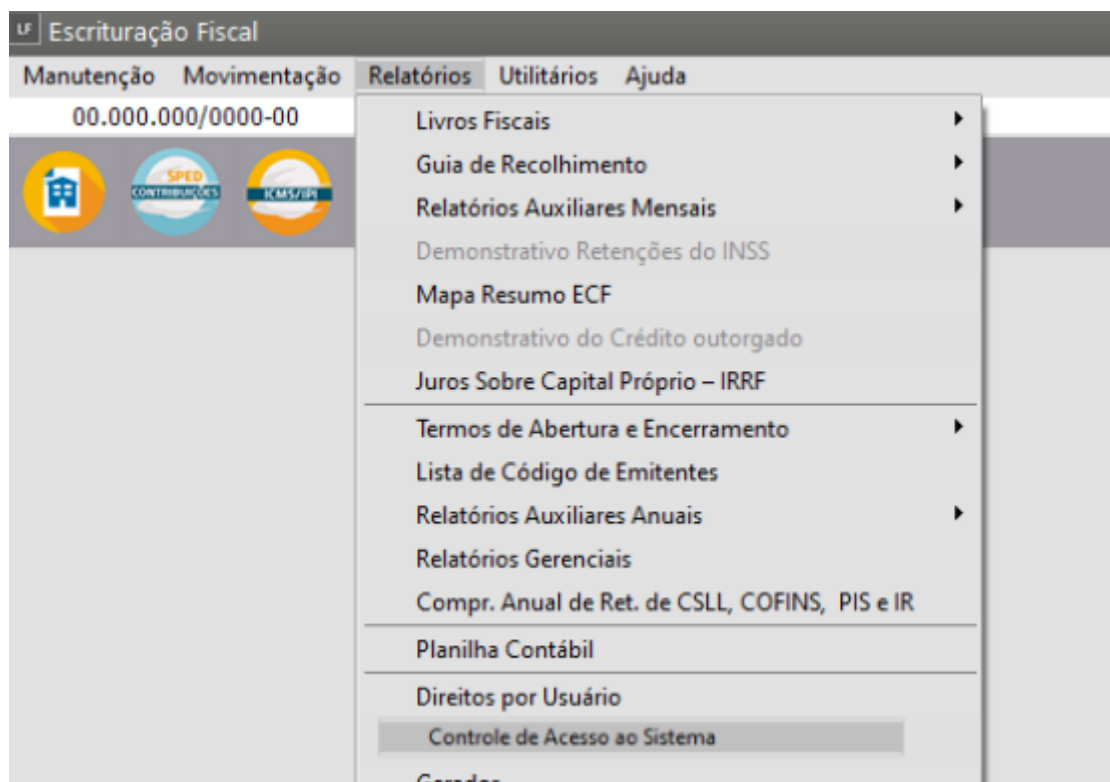 LF Escrituração Fiscal
Manutenção Movimentação Relatórios Utilitários Ajuda
00.000.000/0000-00
SPED
CONTRIBUIÇÕES
ICMS/IPI
Livros Fiscais
Guia de Recolhimento
Relatórios Auxiliares Mensais
Demonstrativo Retenções do INSS
Mapa Resumo ECF
Demonstrativo do Crédito outorgado
Juros Sobre Capital Próprio – IRRF
Termos de Abertura e Encerramento
Lista de Código de Emitentes
Relatórios Auxiliares Anuais
Relatórios Gerenciais
Compr. Anual de Ret. de CSLL, COFINS, PIS e IR
Planilha Contábil
Direitos por Usuário
Controle de Acesso ao Sistema